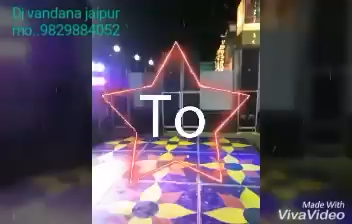 Dj vandana jaipur
mo..9829884052
To
Made With
VivaVideo